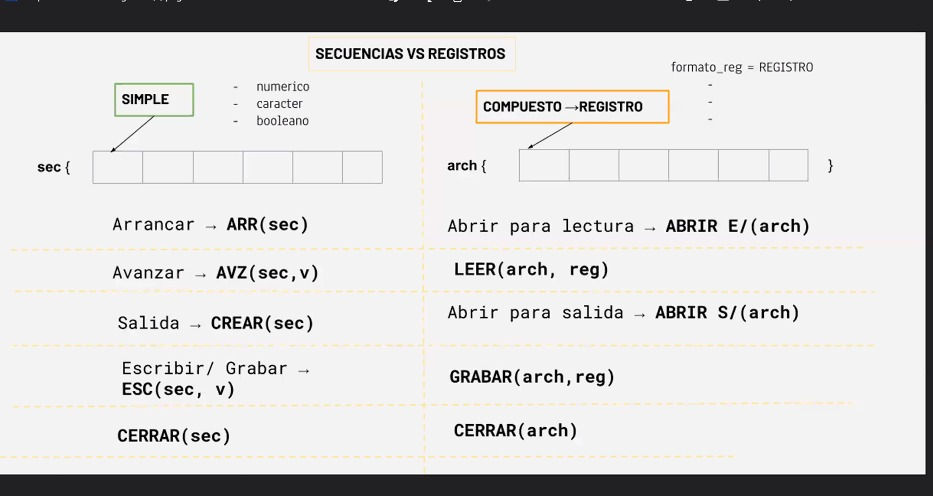 SECUENCIAS VS REGISTROS
SIMPLE
- numerico
- caracter
- booleano
sec {
Arrancar → ARR(sec)
Avanzar → AVZ(sec,v)
Salida → CREAR(sec)
Escribir/ Grabar →
ESC(sec, v)
CERRAR(sec)
formato_reg = REGISTRO
-
-
-
COMPUESTO →REGISTRO
arch { }
Abrir para lectura → ABRIR E/(arch)
LEER(arch, reg)
Abrir para salida → ABRIR S/(arch)
GRABAR(arch,reg)
CERRAR(arch)